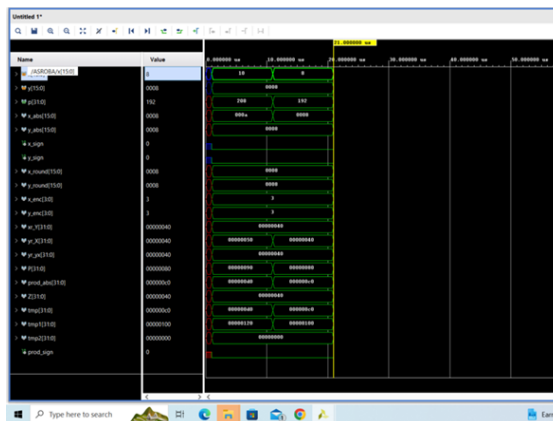 Untitled 1*
21.000000 us
0.000000 us 10.000000 us 20.000000 us 30.000000 us 40.000000 us 50.000000 us
Name Value
/ASROBA/x[15:0] 8 10 8
y[15:0] 0008 0008
p[31:0] 192 208 192
x_abs[15:0] 0008 000a 0008
y_abs[15:0] 0008 0008
x_sign 0
y_sign 0
x_round[15:0] 0008 0008
y_round[15:0] 0008 0008
x_enc[3:0] 3 3
y_enc[3:0] 3 3
xr_Y[31:0] 00000040 00000040
yr_X[31:0] 00000040 00000050 00000040
yr_yx[31:0] 00000040 00000040
P[31:0] 00000080 00000090 00000080
prod_abs[31:0] 000000c0 000000d0 000000c0
Z[31:0] 00000040 00000040
tmp[31:0] 000000c0 000000d0 000000c0
tmp1[31:0] 00000100 00000120 00000100
tmp2[31:0] 00000000 00000000
prod_sign 0
Type here to search